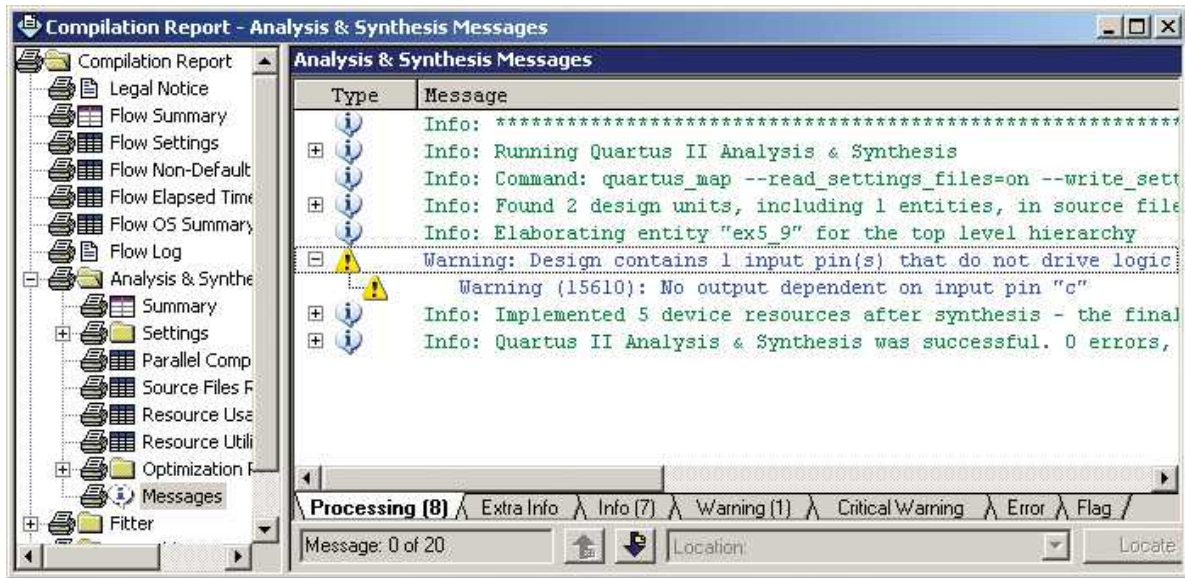 Compilation Report - Analysis & Synthesis Messages
Compilation Report
Legal Notice
Flow Summary
Flow Settings
Flow Non-Default
Flow Elapsed Time
Flow OS Summary
Flow Log
Analysis & Synthe
Summary
Settings
Parallel Comp
Source Files R
Resource Usa
Resource Utili
Optimization
Messages
Fitter
Analysis & Synthesis Messages
Type Message
Info: *************************************************************
Info: Running Quartus II Analysis & Synthesis
Info: Command: quartus_map --read_settings_files=on --write_sett
Info: Found 2 design units, including 1 entities, in source file
Info: Elaborating entity "ex5_9" for the top level hierarchy
Warning: Design contains 1 input pin(s) that do not drive logic
Warning (15610): No output dependent on input pin "c"
Info: Implemented 5 device resources after synthesis - the final
Info: Quartus II Analysis & Synthesis was successful. 0 errors,
Processing (8) Extra Info Info (7) Warning (1) Critical Warning Error Flag
Message: 0 of 20 Location: Locate